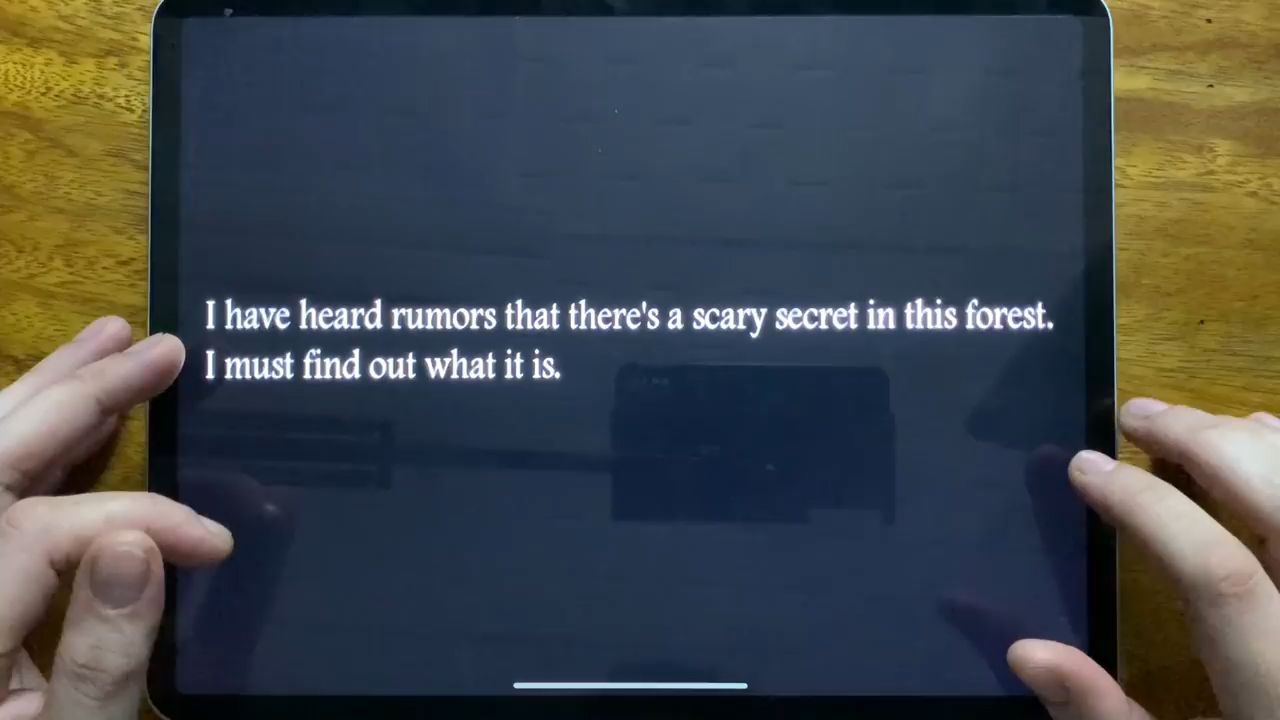 I have heard rumors that there's a scary secret in this forest.
I must find out what it is.